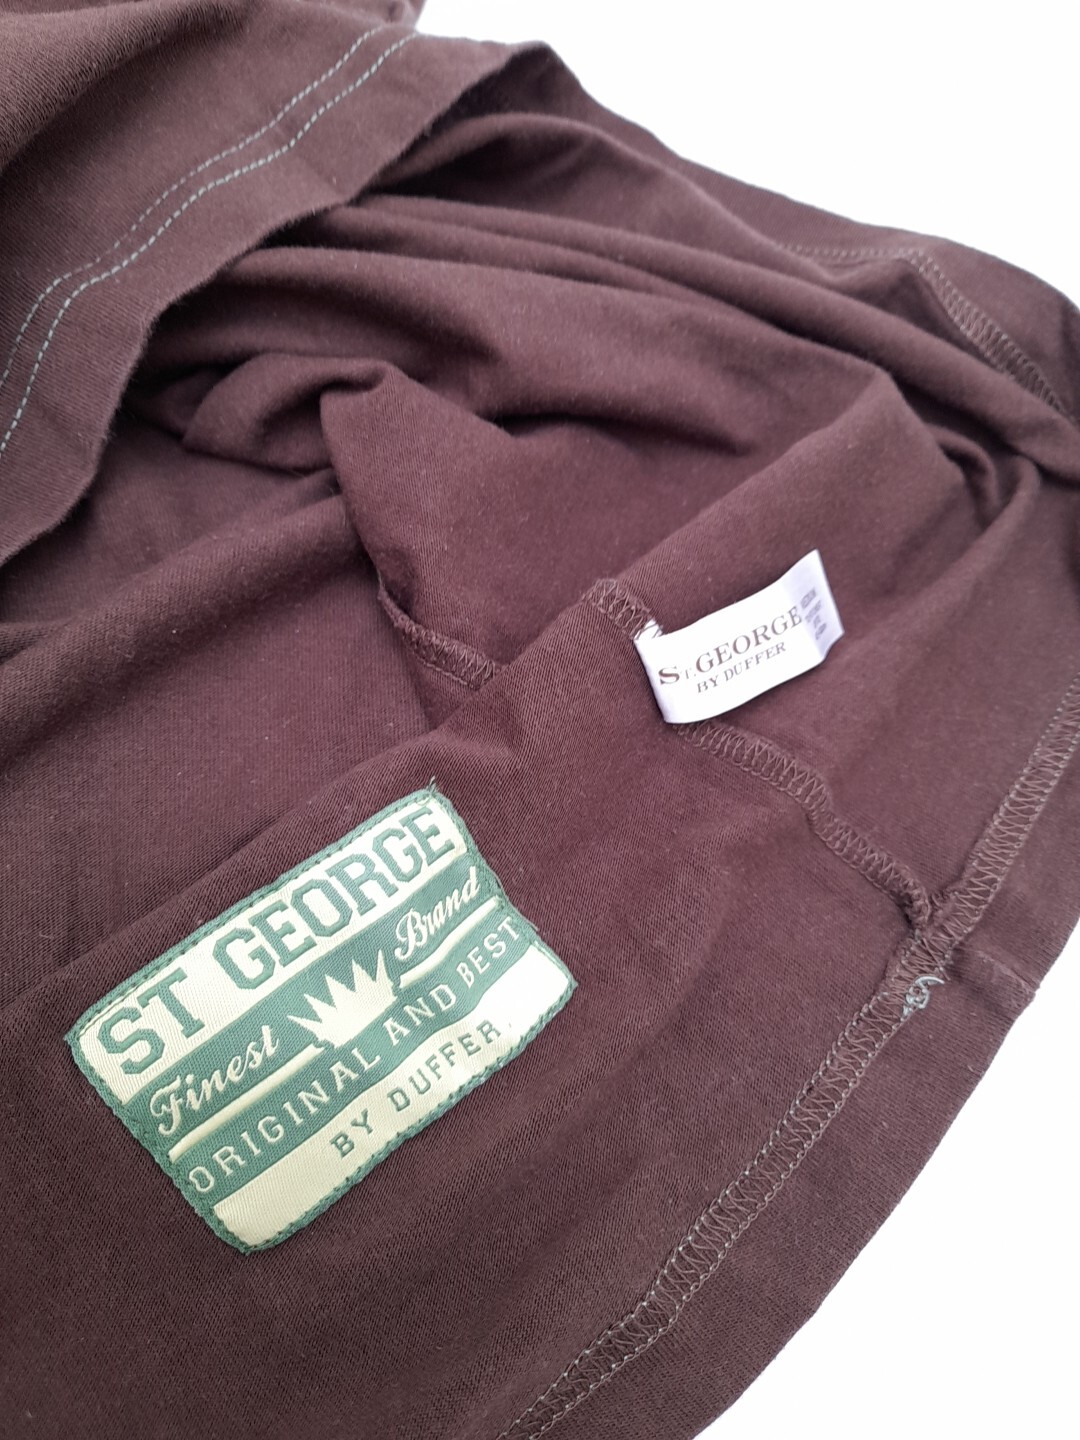 St. GEORGE
BY DUFFER
ST GEORGE
Finest Brand
ORIGINAL AND BEST
BY DUFFER